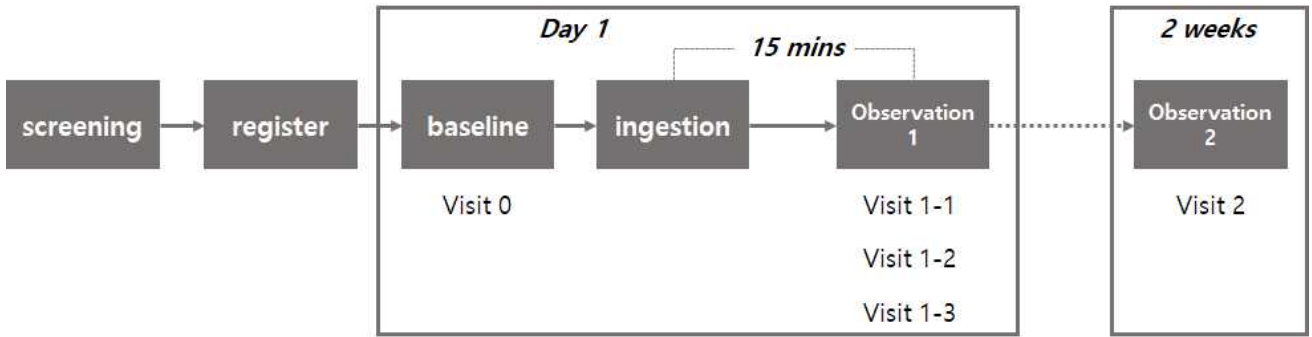 Day 1
2 weeks
15 mins
screening
register
baseline
ingestion
Observation
1
Observation
2
Visit 0
Visit 1-1
Visit 2
Visit 1-2
Visit 1-3